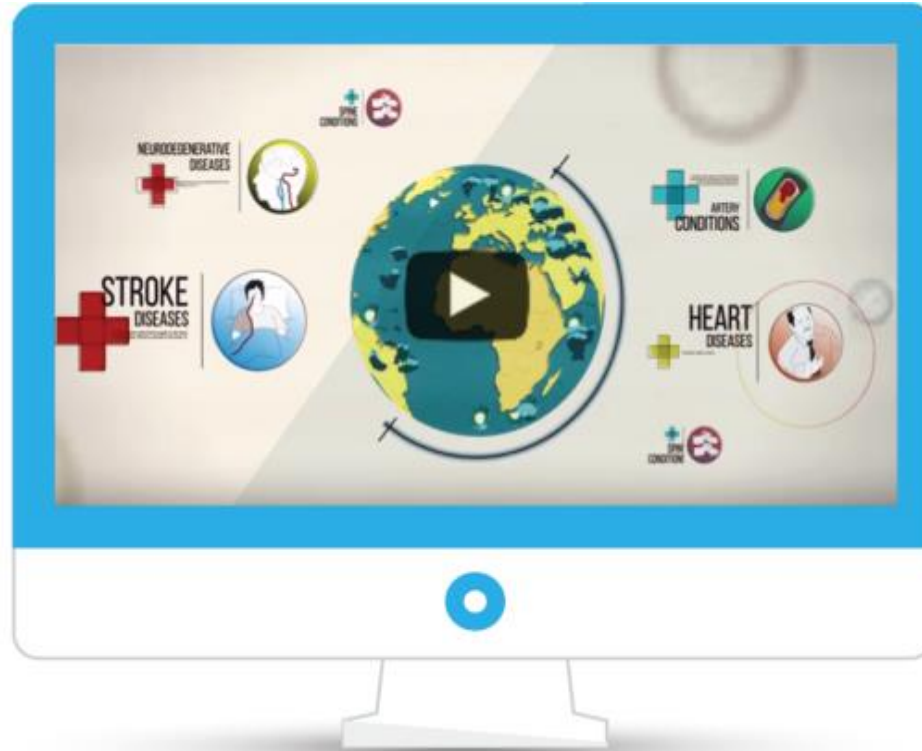 SPINE
CONDITIONS
NEURODEGENERATIVE
DISEASES
ARTERY
CONDITIONS
STROKE
DISEASES
HEART
DISEASES
SPINE
CONDITIONS